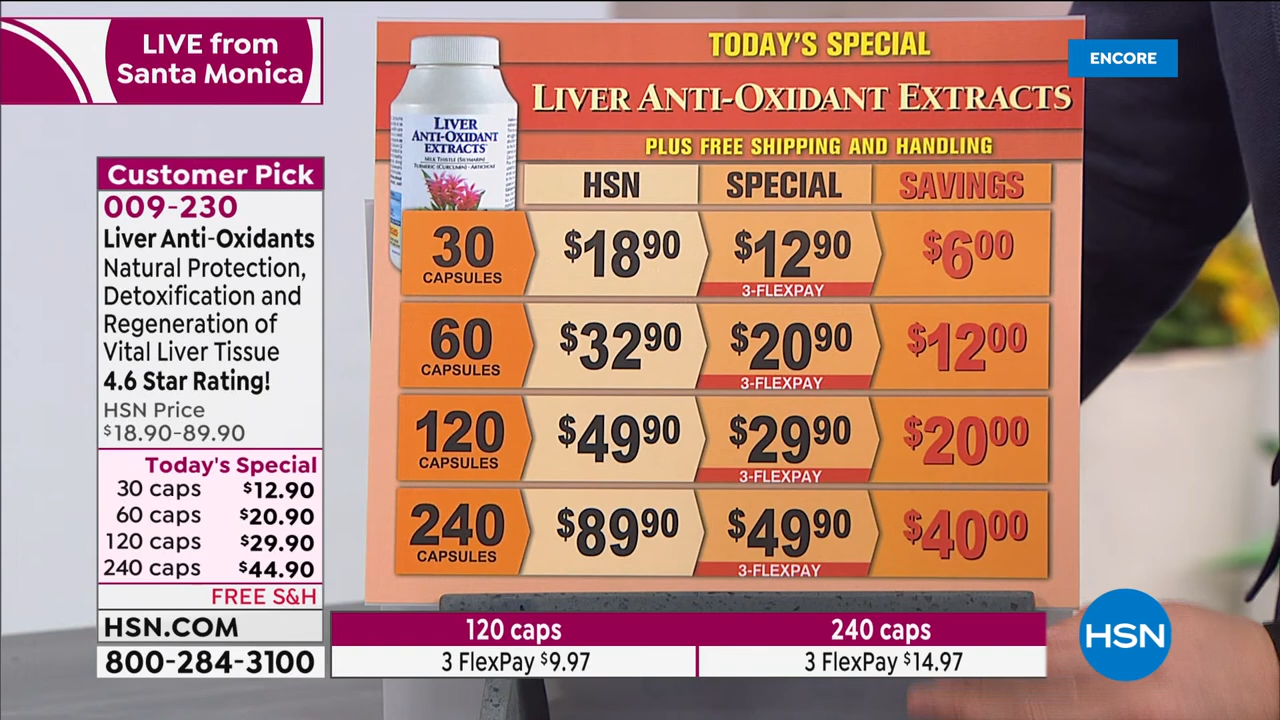 LIVE from
Santa Monica
Customer Pick
009-230
Liver Anti-Oxidants
Natural Protection,
Detoxification and
Regeneration of
Vital Liver Tissue
4.6 Star Rating!
HSN Price
$18.90-89.90
Today's Special
30 caps $12.90
60 caps $20.90
120 caps $29.90
240 caps $44.90
FREE S&H
HSN.COM
800-284-3100
TODAY'S SPECIAL
LIVER ANTI-OXIDANT EXTRACTS
PLUS FREE SHIPPING AND HANDLING
LIVER
ANTI-OXIDANT
EXTRACTS
MILK THISTLE (SILYMARIN)
TURMERIC (CURCUMIN) - ARTICHOKE
HSN SPECIAL SAVINGS
30 CAPSULES $18.90 $12.90 $6.00
3-FLEXPAY
60 CAPSULES $32.90 $20.90 $12.00
3-FLEXPAY
120 CAPSULES $49.90 $29.90 $20.00
3-FLEXPAY
240 CAPSULES $89.90 $49.90 $40.00
3-FLEXPAY
ENCORE
120 caps 240 caps
3 FlexPay $9.97 3 FlexPay $14.97
HSN